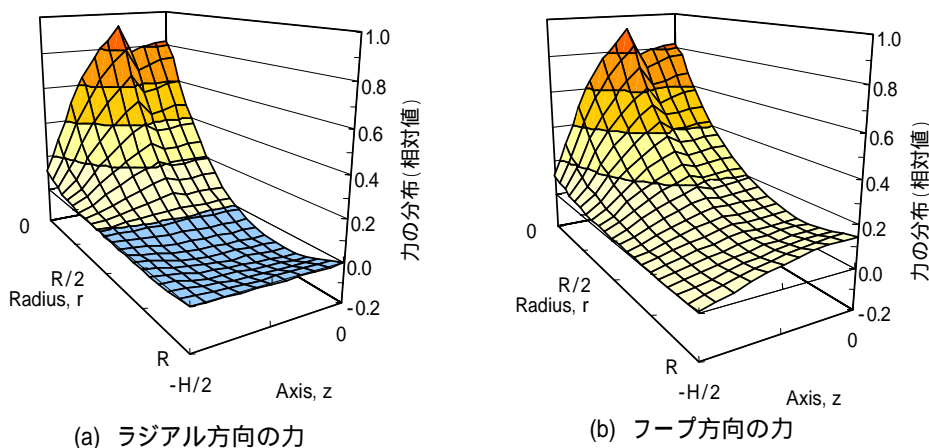 1.0
0.8
0.6
0.4
0.2
0.0
-0.2
力の分布(相対値)
0
R/2
Radius, r
R
-H/2
Axis, z
0
(a) ラジアル方向の力
1.0
0.8
0.6
0.4
0.2
0.0
-0.2
力の分布(相対値)
0
R/2
Radius, r
R
-H/2
Axis, z
0
(b) フープ方向の力